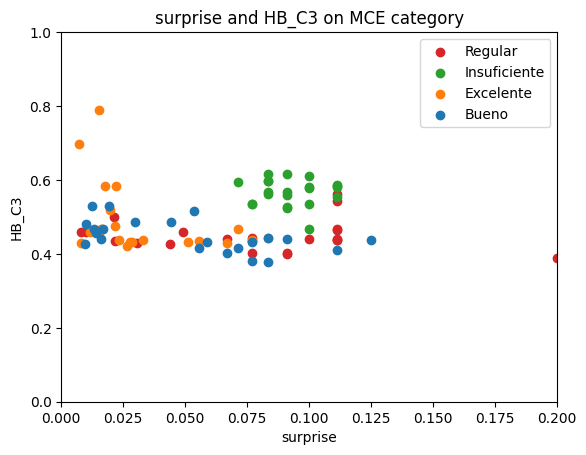 surprise and HB_C3 on MCE category
Regular
Insuficiente
Excelente
Bueno
HB_C3
1.0
0.8
0.6
0.4
0.2
0.0
0.000 0.025 0.050 0.075 0.100 0.125 0.150 0.175 0.200
surprise